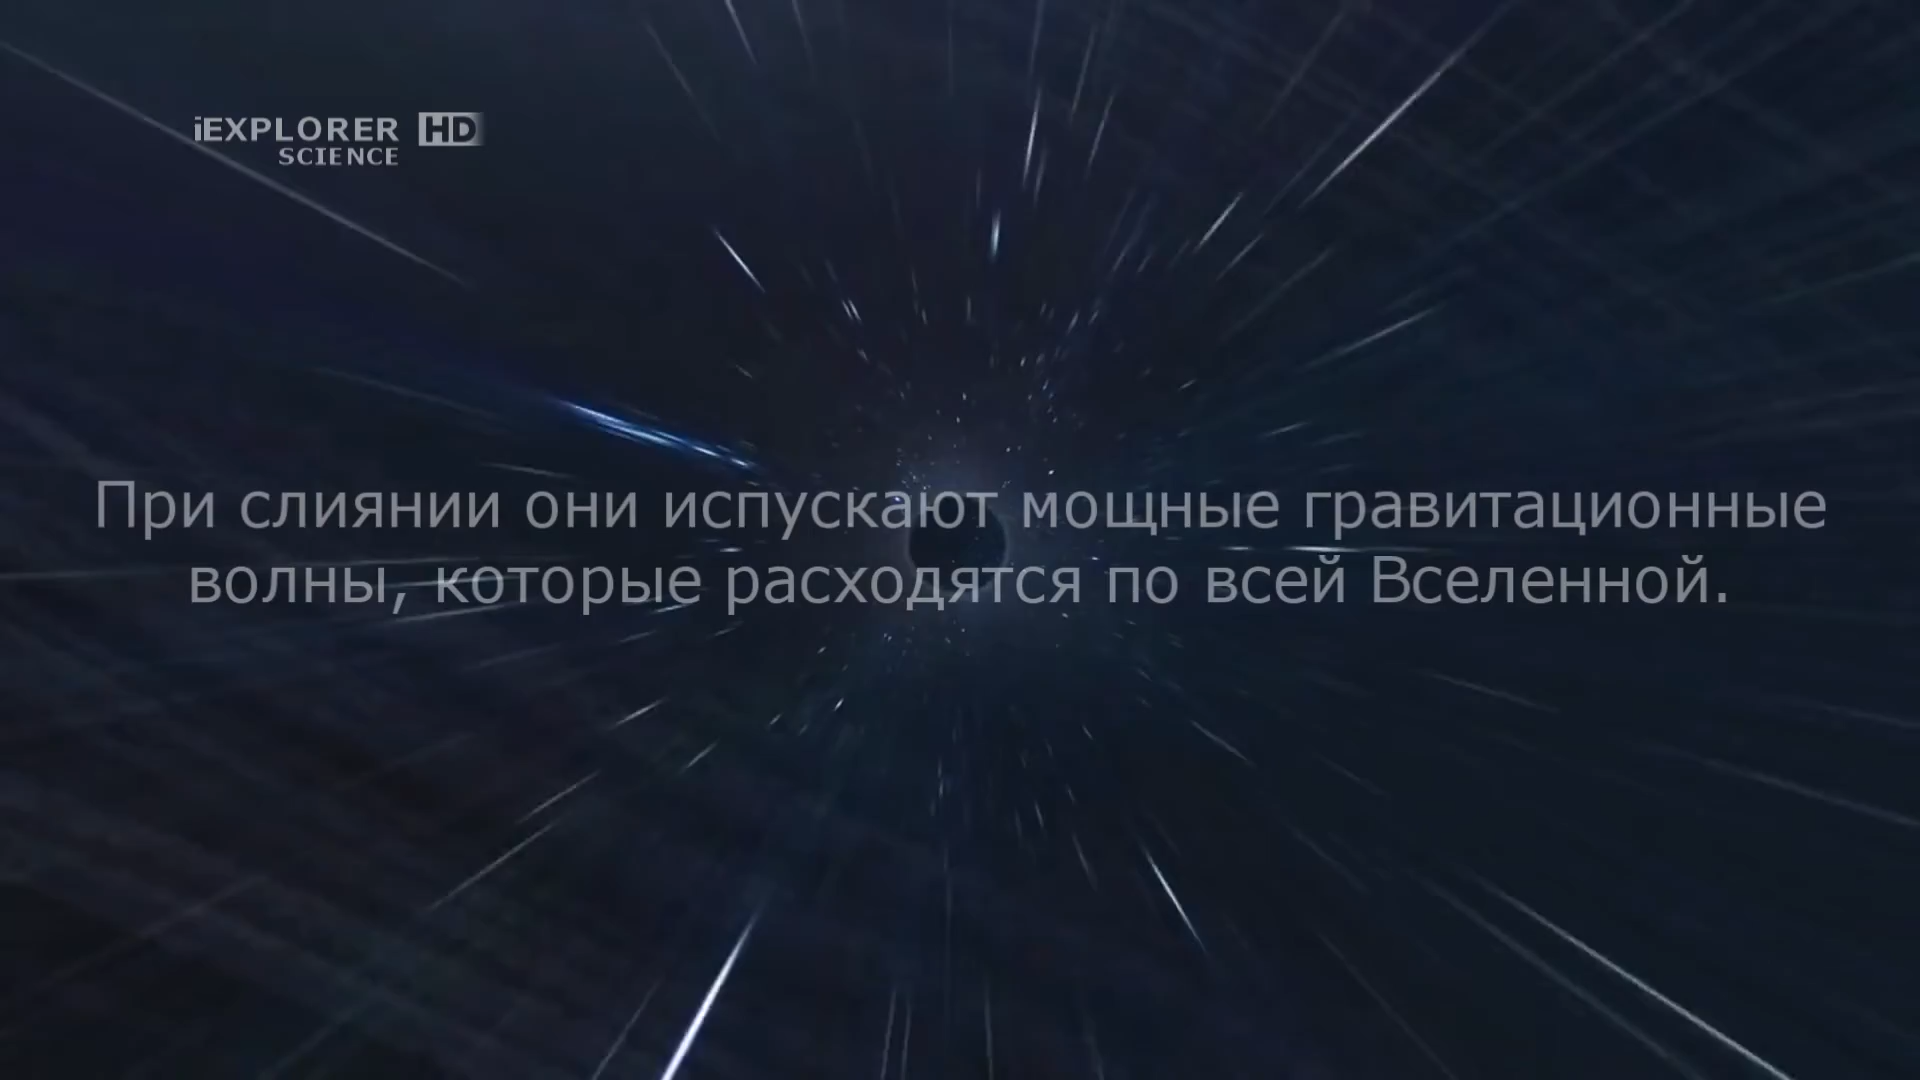 iEXPLORER HD
SCIENCE
При слиянии они испускают мощные гравитационные
волны, которые расходятся по всей Вселенной.